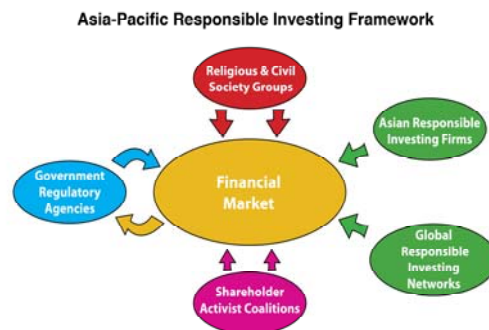 Asia-Pacific Responsible Investing Framework
Religious & Civil
Society Groups
Asian Responsible
Investing Firms
Government
Regulatory
Agencies
Financial
Market
Global
Responsible
Investing
Networks
Shareholder
Activist Coalitions